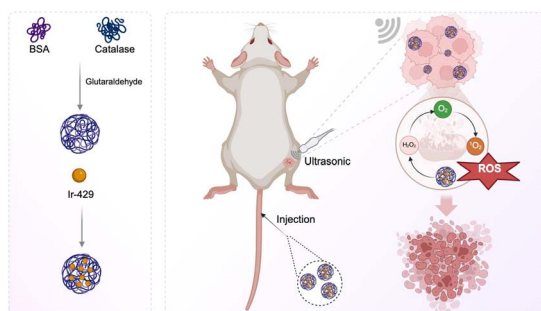 BSA
Catalase
Glutaraldehyde
Ir-429
Ultrasonic
Injection
O₂
H₂O₂
¹O₂
ROS